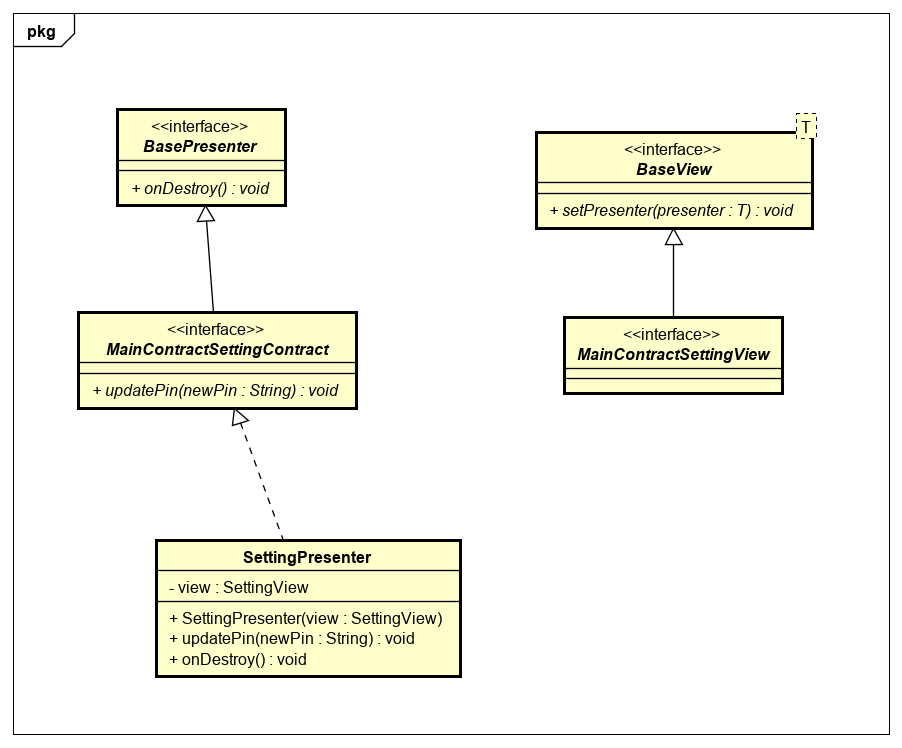 pkg
<<interface>>
BasePresenter
+ onDestroy() : void
T
<<interface>>
BaseView
+ setPresenter(presenter : T) : void
<<interface>>
MainContractSettingContract
+ updatePin(newPin : String) : void
<<interface>>
MainContractSettingView
SettingPresenter
- view : SettingView
+ SettingPresenter(view : SettingView)
+ updatePin(newPin : String) : void
+ onDestroy() : void